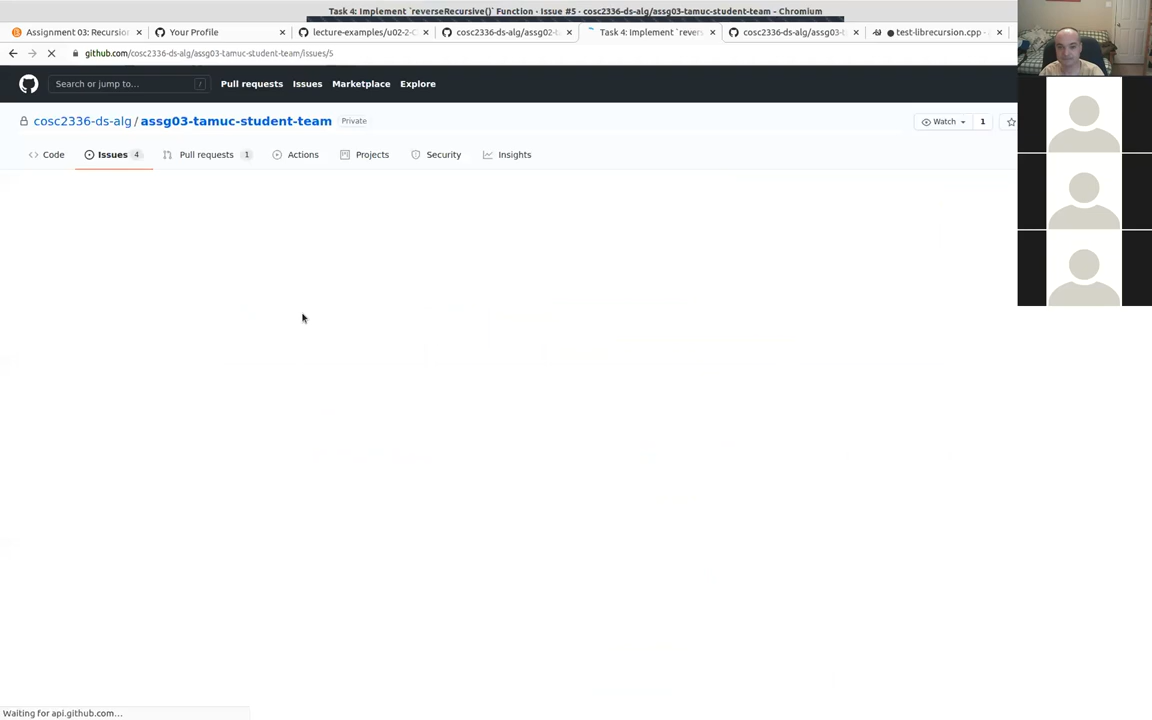 Task 4: Implement `reverseRecursive()` Function · Issue #5 · cosc2336-ds-alg/assg03-tamuc-student-team - Chromium
Assignment 03: Recursion
Your Profile
lecture-examples/u02-2-
cosc2336-ds-alg/assg02-t
Task 4: Implement `revers
cosc2336-ds-alg/assg03-t
test-librecursion.cpp -
github.com/cosc2336-ds-alg/assg03-tamuc-student-team/issues/5
Search or jump to... /
Pull requests
Issues
Marketplace
Explore
cosc2336-ds-alg / assg03-tamuc-student-team Private
Watch 1
Code
Issues 4
Pull requests 1
Actions
Projects
Security
Insights
Waiting for api.github.com...